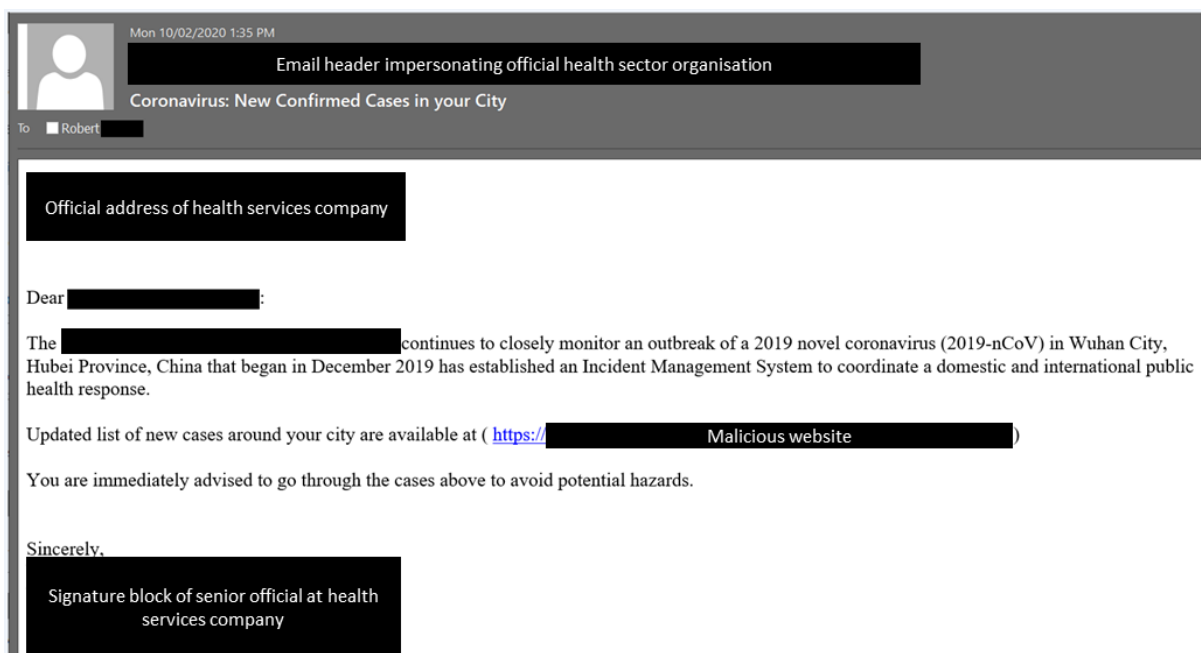 Mon 10/02/2020 1:35 PM
Email header impersonating official health sector organisation
Coronavirus: New Confirmed Cases in your City
To Robert
Official address of health services company
Dear :
The continues to closely monitor an outbreak of a 2019 novel coronavirus (2019-nCoV) in Wuhan City,
Hubei Province, China that began in December 2019 has established an Incident Management System to coordinate a domestic and international public
health response.
Updated list of new cases around your city are available at ( https:// Malicious website )
You are immediately advised to go through the cases above to avoid potential hazards.
Sincerely,
Signature block of senior official at health
services company